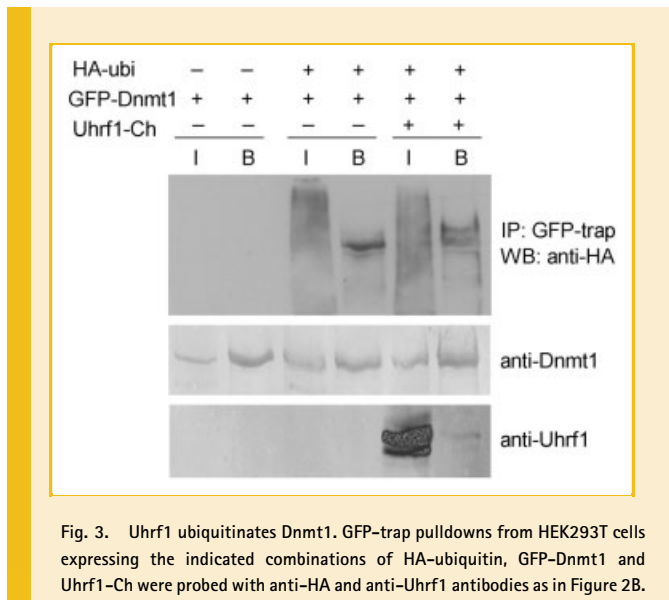 HA-ubi – – + + + +
GFP-Dnmt1 + + + + + +
Uhrf1-Ch – – – – + +
I B I B I B
IP: GFP-trap
WB: anti-HA
anti-Dnmt1
anti-Uhrf1
Fig. 3. Uhrf1 ubiquitinates Dnmt1. GFP-trap pulldowns from HEK293T cells
expressing the indicated combinations of HA-ubiquitin, GFP-Dnmt1 and
Uhrf1-Ch were probed with anti-HA and anti-Uhrf1 antibodies as in Figure 2B.